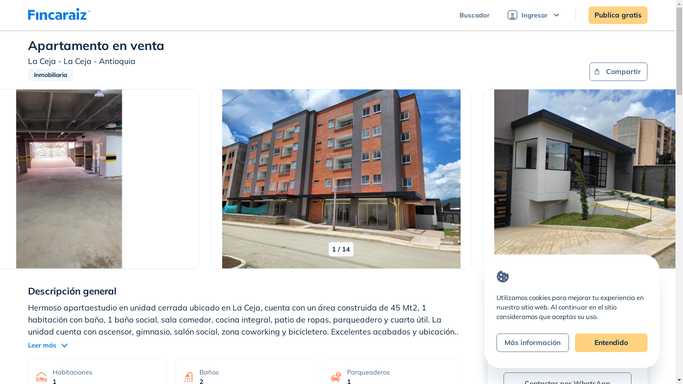 Fincaraiz
Buscador
Ingresar
Publica gratis
Apartamento en venta
La Ceja - La Ceja - Antioquia
Inmobiliaria
Compartir
1 / 14
Descripción general
Hermoso apartaestudio en unidad cerrada ubicado en La Ceja, cuenta con un área construida de 45 Mt2, 1
habitación con baño, 1 baño social, sala comedor, cocina integral, patio de ropas, parqueadero y cuarto útil. La
unidad cuenta con ascensor, gimnasio, salón social, zona coworking y bicicletero. Excelentes acabados y ubicación..
Leer más
Habitaciones
1
Baños
2
Parqueaderos
1
Utilizamos cookies para mejorar tu experiencia en
nuestro sitio web. Al continuar en el sitio
consideramos que aceptas su uso.
Más información
Entendido
Contactar por WhatsApp